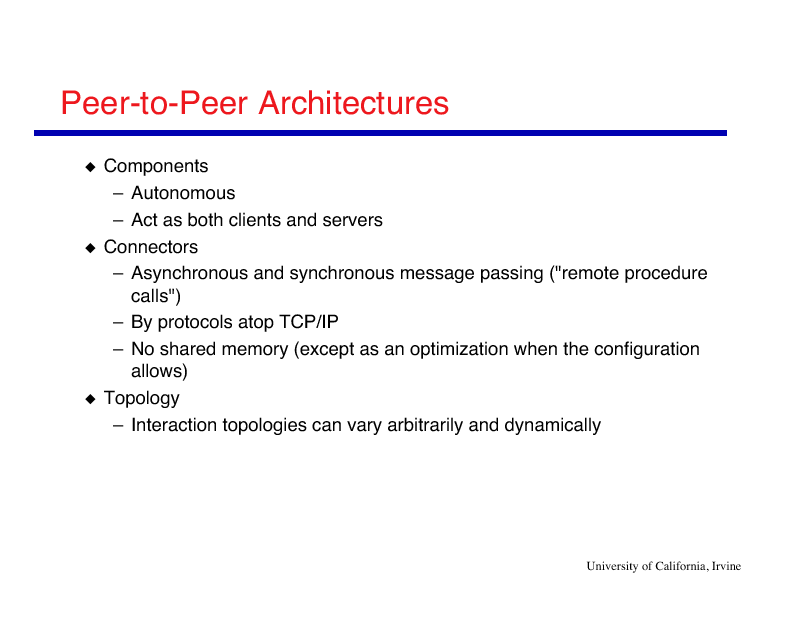 Peer-to-Peer Architectures
◆ Components
– Autonomous
– Act as both clients and servers
◆ Connectors
– Asynchronous and synchronous message passing ("remote procedure
calls")
– By protocols atop TCP/IP
– No shared memory (except as an optimization when the configuration
allows)
◆ Topology
– Interaction topologies can vary arbitrarily and dynamically
University of California, Irvine